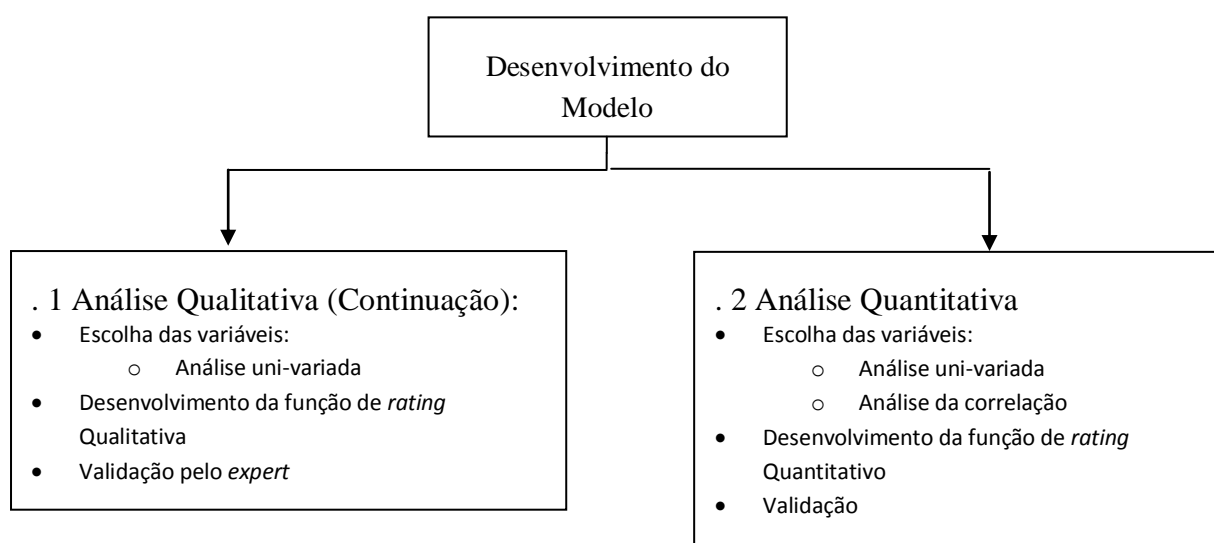 Desenvolvimento do
Modelo
. 1 Análise Qualitativa (Continuação):
• Escolha das variáveis:
o Análise uni-variada
• Desenvolvimento da função de rating
Qualitativa
• Validação pelo expert
. 2 Análise Quantitativa
• Escolha das variáveis:
o Análise uni-variada
o Análise da correlação
• Desenvolvimento da função de rating
Quantitativo
• Validação